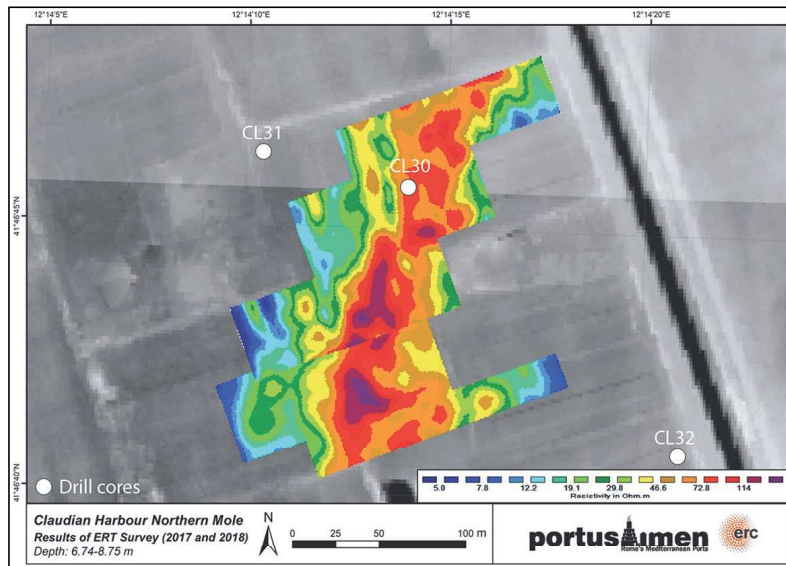 12°14'5"E 12°14'10"E 12°14'15"E 12°14'20"E
CL31
CL30
41°46'45"N
CL32
41°46'40"N
Drill cores
5.0 7.8 12.2 19.1 29.8 46.6 72.8 114
Resistivity in Ohm.m
Claudian Harbour Northern Mole
Results of ERT Survey (2017 and 2018)
Depth: 6.74-8.75 m
N
0 25 50 100 m
portuslimen
Rome's Mediterranean Ports
erc